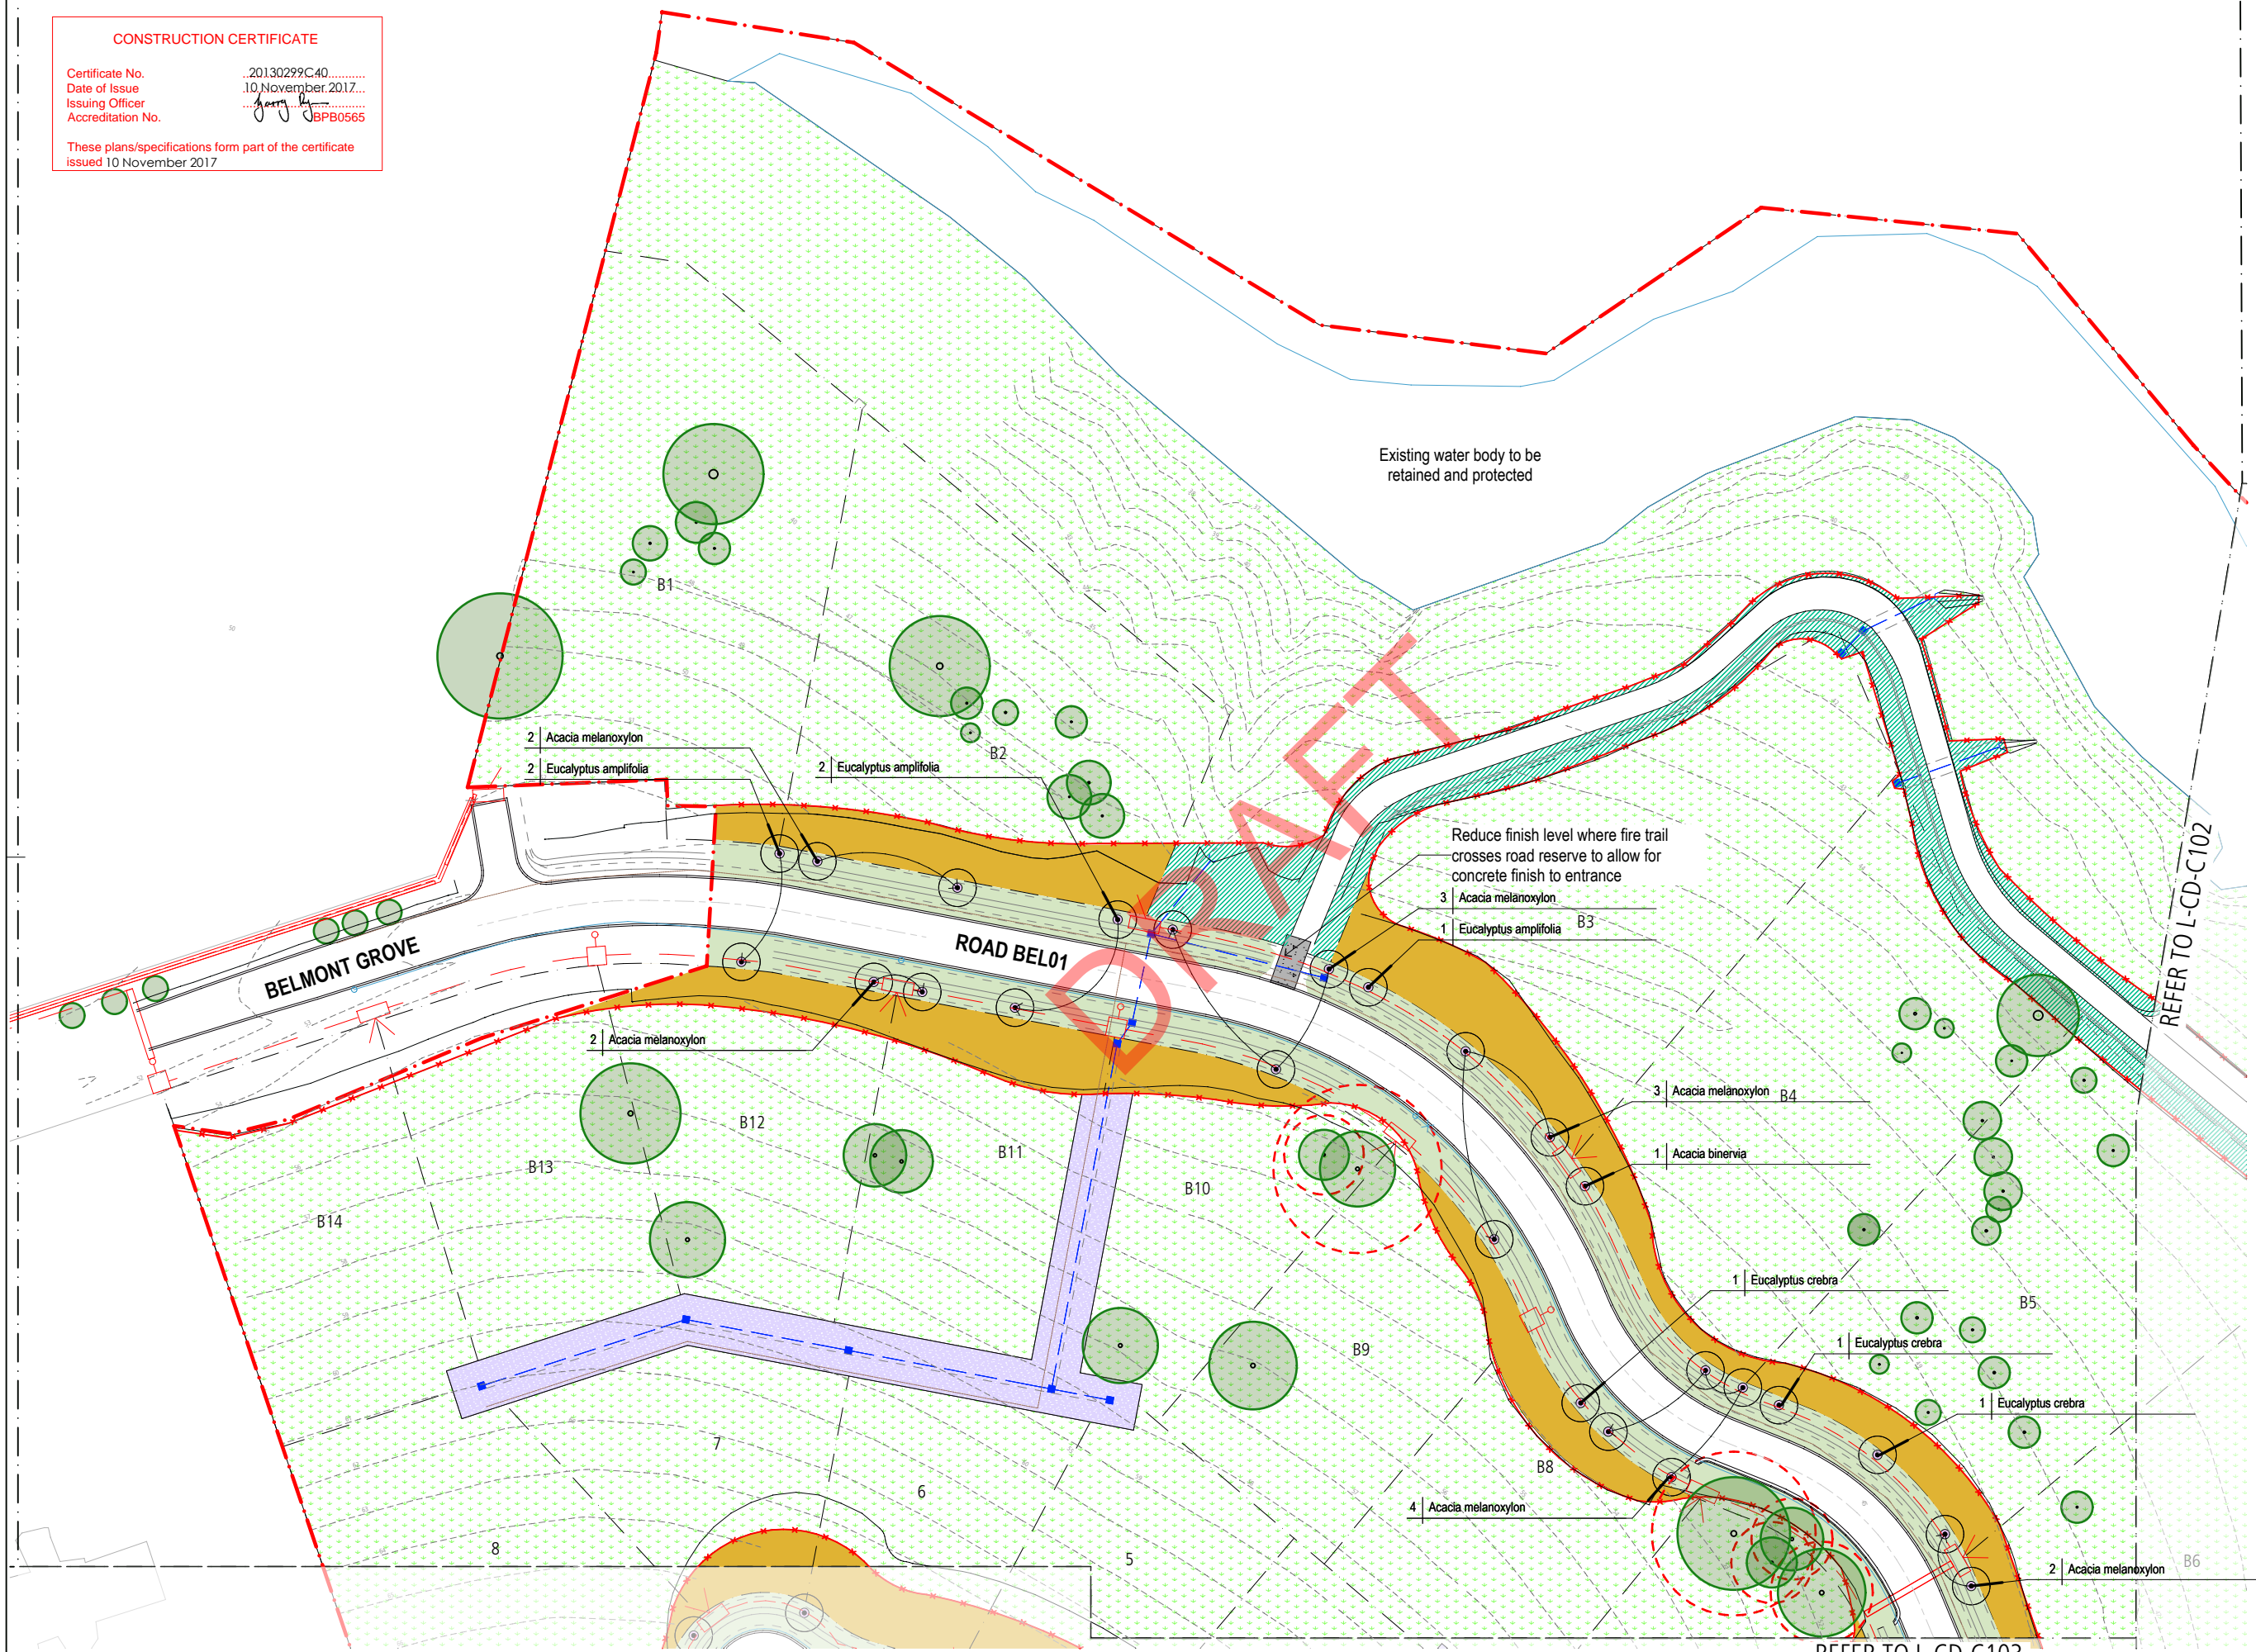 CONSTRUCTION CERTIFICATE
Certificate No. 20130299C40
Date of Issue 10 November 2017
Issuing Officer
Accreditation No. BPB0565
These plans/specifications form part of the certificate
issued 10 November 2017
Existing water body to be
retained and protected
B1
2 Acacia melanoxylon
2 Eucalyptus amplifolia
2 Eucalyptus amplifolia
B2
DRAFT
Reduce finish level where fire trail
crosses road reserve to allow for
concrete finish to entrance
3 Acacia melanoxylon
1 Eucalyptus amplifolia
B3
REFER TO L-CD-C102
BELMONT GROVE
ROAD BEL01
2 Acacia melanoxylon
3 Acacia melanoxylon
B4
1 Acacia binervia
B12
B11
B13
B10
B14
1 Eucalyptus crebra
B5
B9
1 Eucalyptus crebra
1 Eucalyptus crebra
7
B8
6
4 Acacia melanoxylon
8
5
B6
2 Acacia melanoxylon
REFER TO L-CD-C103